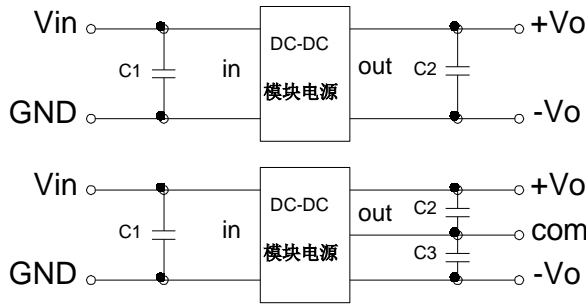 Vin DC-DC +Vo
C1 in out C2
模块电源
GND -Vo
Vin DC-DC +Vo
out C2
C1 in com
模块电源 C3
GND -Vo